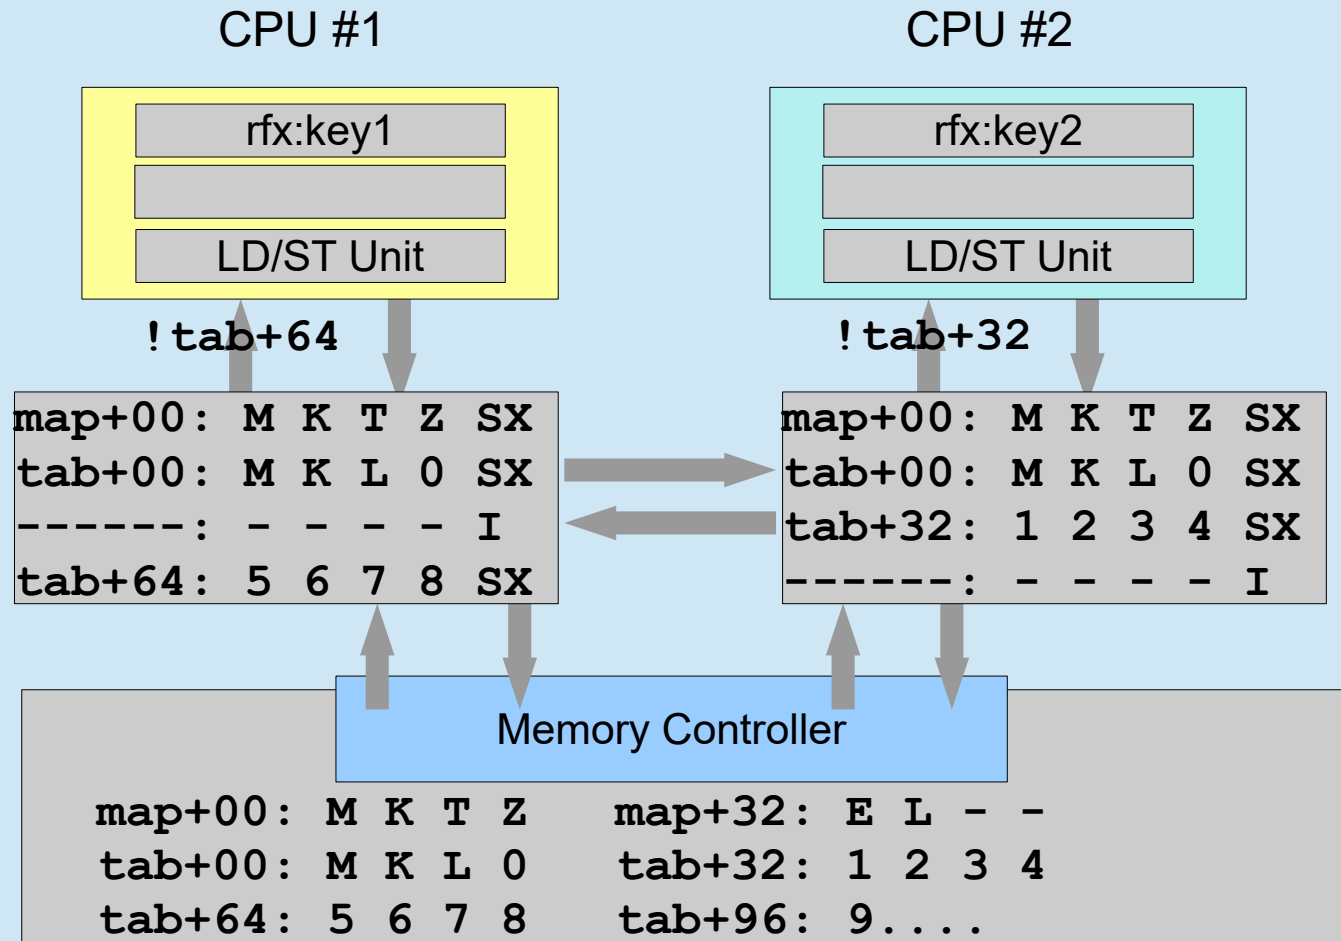 CPU #1
CPU #2
rfx:key1
LD/ST Unit
rfx:key2
LD/ST Unit
!tab+64
!tab+32
map+00: M K T Z SX
tab+00: M K L 0 SX
------: - - - - I
tab+64: 5 6 7 8 SX
map+00: M K T Z SX
tab+00: M K L 0 SX
tab+32: 1 2 3 4 SX
------: - - - - I
Memory Controller
map+00: M K T Z map+32: E L - -
tab+00: M K L 0 tab+32: 1 2 3 4
tab+64: 5 6 7 8 tab+96: 9....